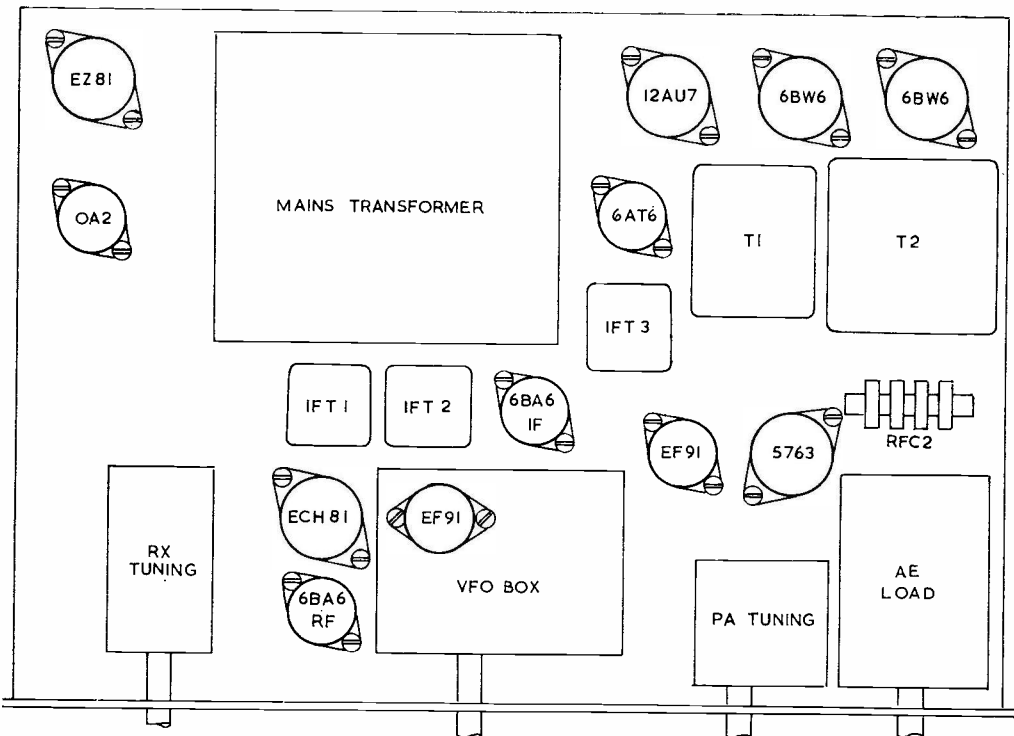 EZ81
12AU7
6BW6
6BW6
OA2
MAINS TRANSFORMER
6AT6
T1
T2
IFT 3
IFT 1
IFT 2
6BA6
IF
EF91
5763
RFC2
ECH81
EF91
RX
TUNING
6BA6
RF
VFO BOX
PA TUNING
AE
LOAD